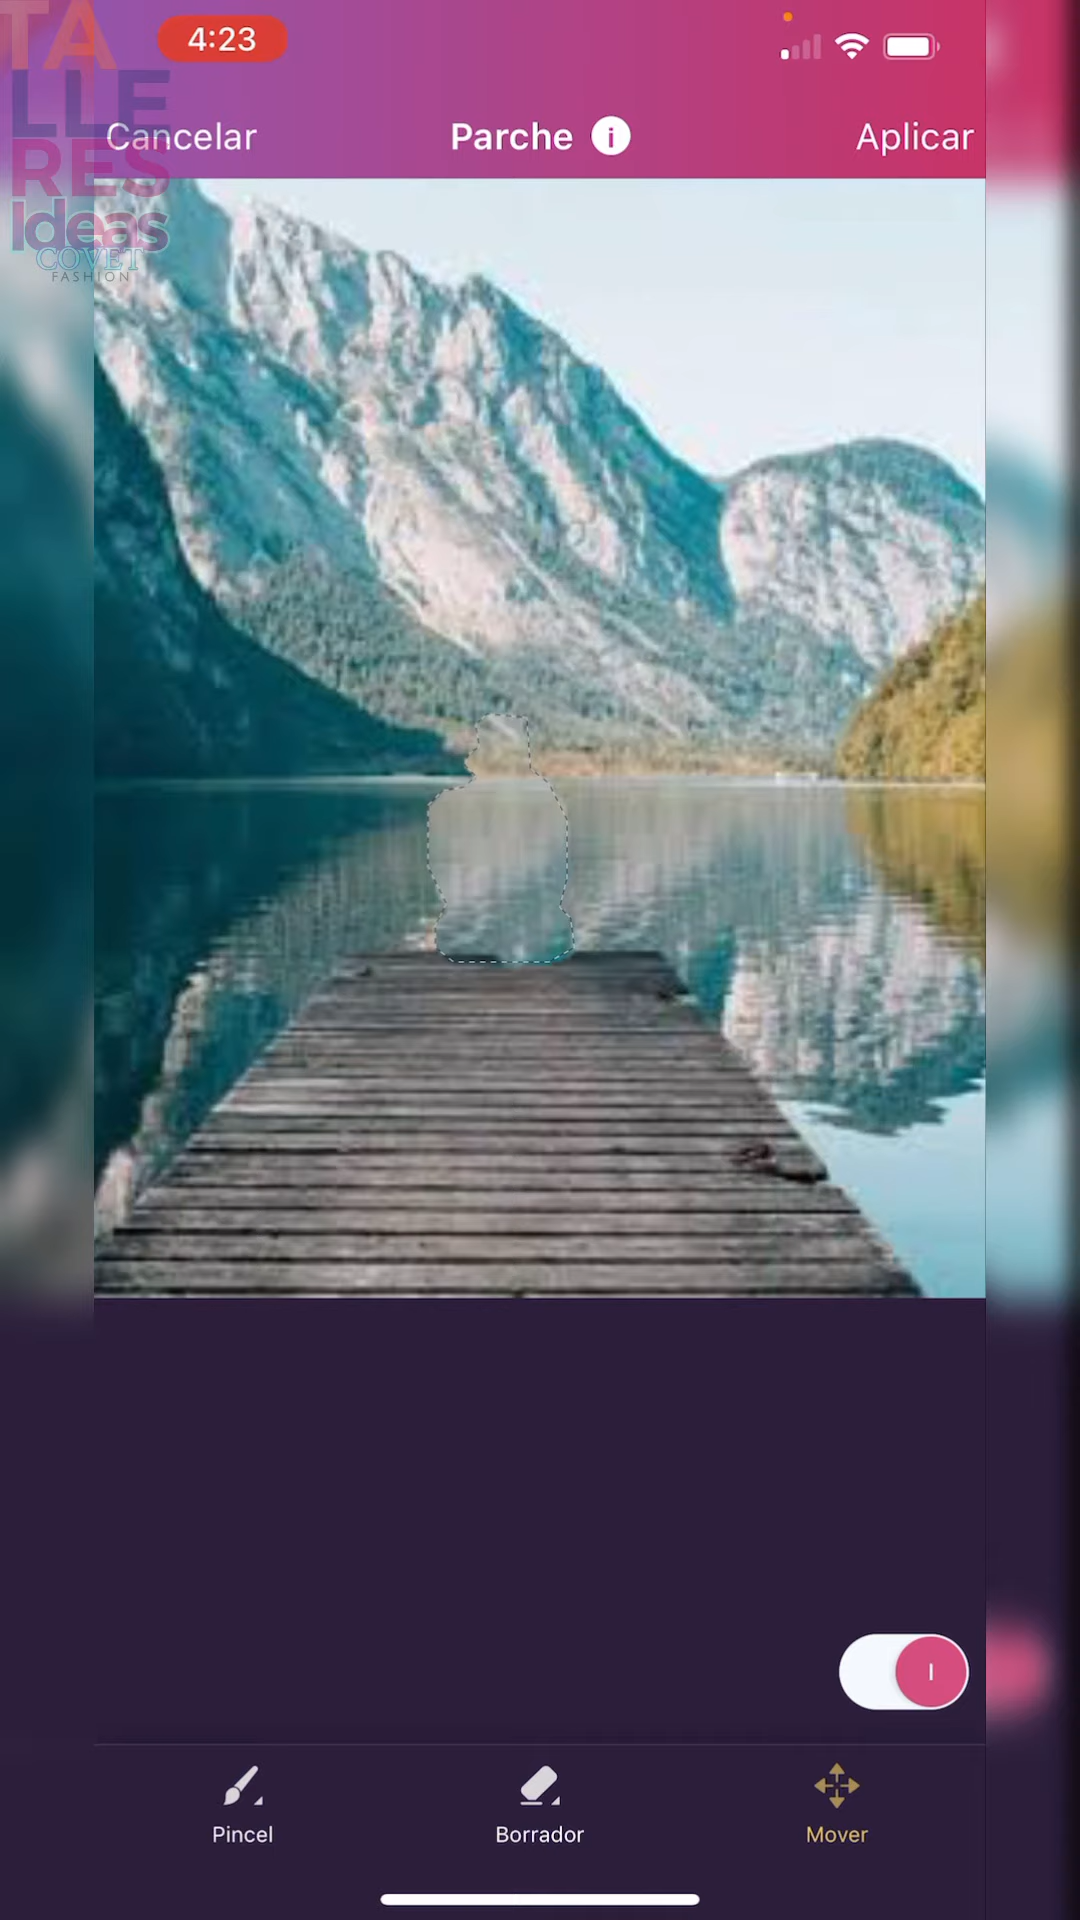 TA
LLE
RES
Ideas
COVET
FASHION
4:23
Cancelar
Parche
Aplicar
Pincel
Borrador
Mover